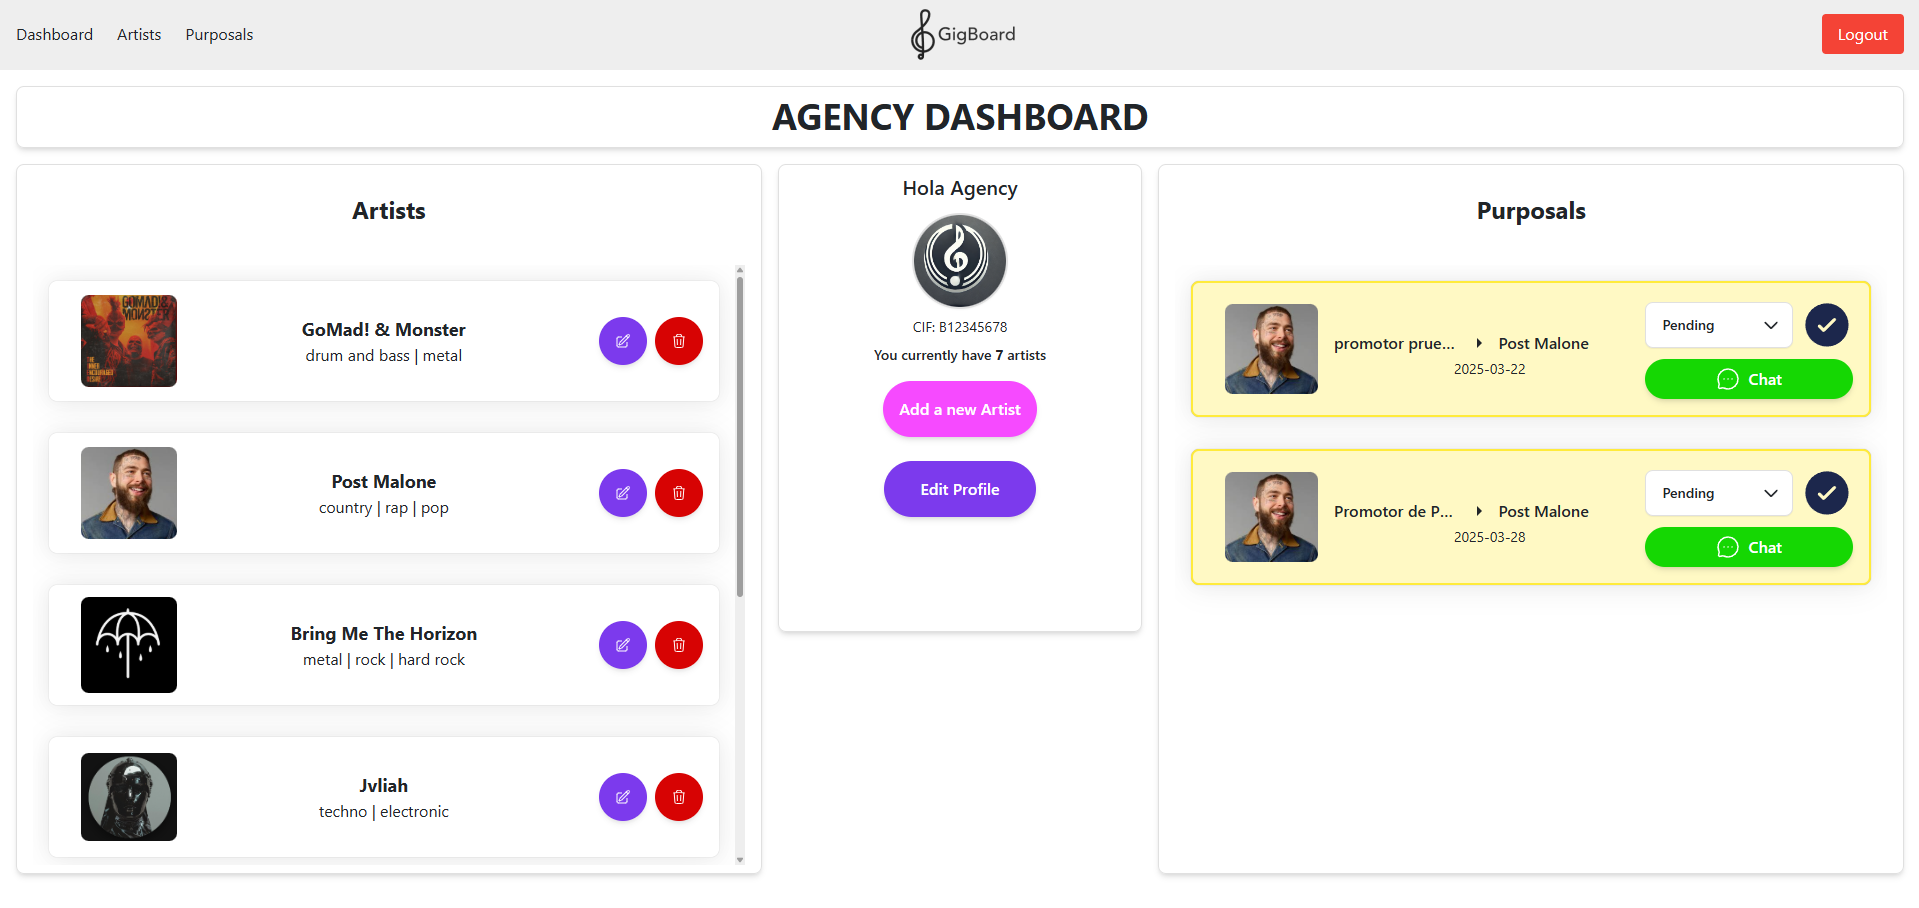 Dashboard
Artists
Purposals
GigBoard
Logout
AGENCY DASHBOARD
Artists
GOMAD! &
MONSTER
GoMad! & Monster
drum and bass | metal
Post Malone
country | rap | pop
Bring Me The Horizon
metal | rock | hard rock
Jvliah
techno | electronic
Hola Agency
CIF: B12345678
You currently have 7 artists
Add a new Artist
Edit Profile
Purposals
promotor prue...
Post Malone
2025-03-22
Pending
Chat
Promotor de P...
Post Malone
2025-03-28
Pending
Chat